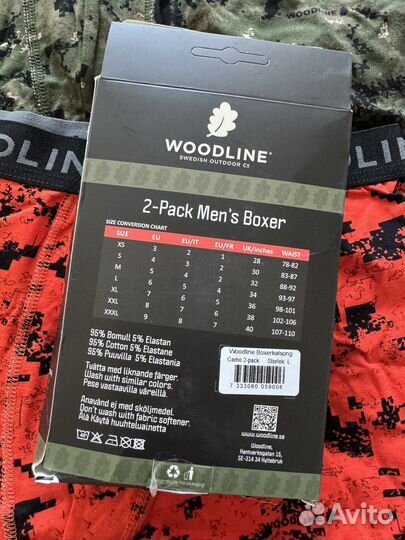 WOODLINE
WOODLINE®
SWEDISH OUTDOOR Co
DLINE
WOODLIN
2-Pack Men's Boxer
SIZE CONVERSION CHART
SIZE EU EU/IT EU/FR UK/inches WAIST
XS 3 2 1 28 78-82
S 4 3 2 30 83-87
M 5 4 3 32 88-92
L 6 5 4 34 93-97
XL 7 6 5 36 98-101
XXL 8 7 6 38 102-106
XXXL 9 8 7 40 107-110
95% Bomull 5% Elastan
95% Cotton 5% Elastane
95% Puuvilla 5% Elastania
Tvätta med liknande färger.
Wash with similar colors.
Pese vastaavilla väreillä.
Använd ej med sköljmedel.
Don't wash with fabric softener.
Älä Käytä huuhteluainetta
Woodline Boxerkalsong
Camo 2-pack Storlek: L
7 333080 059006
www.woodline.se
Woodline,
Hantverksgatan 15,
SE-314 34 Hyltebruk
Avito